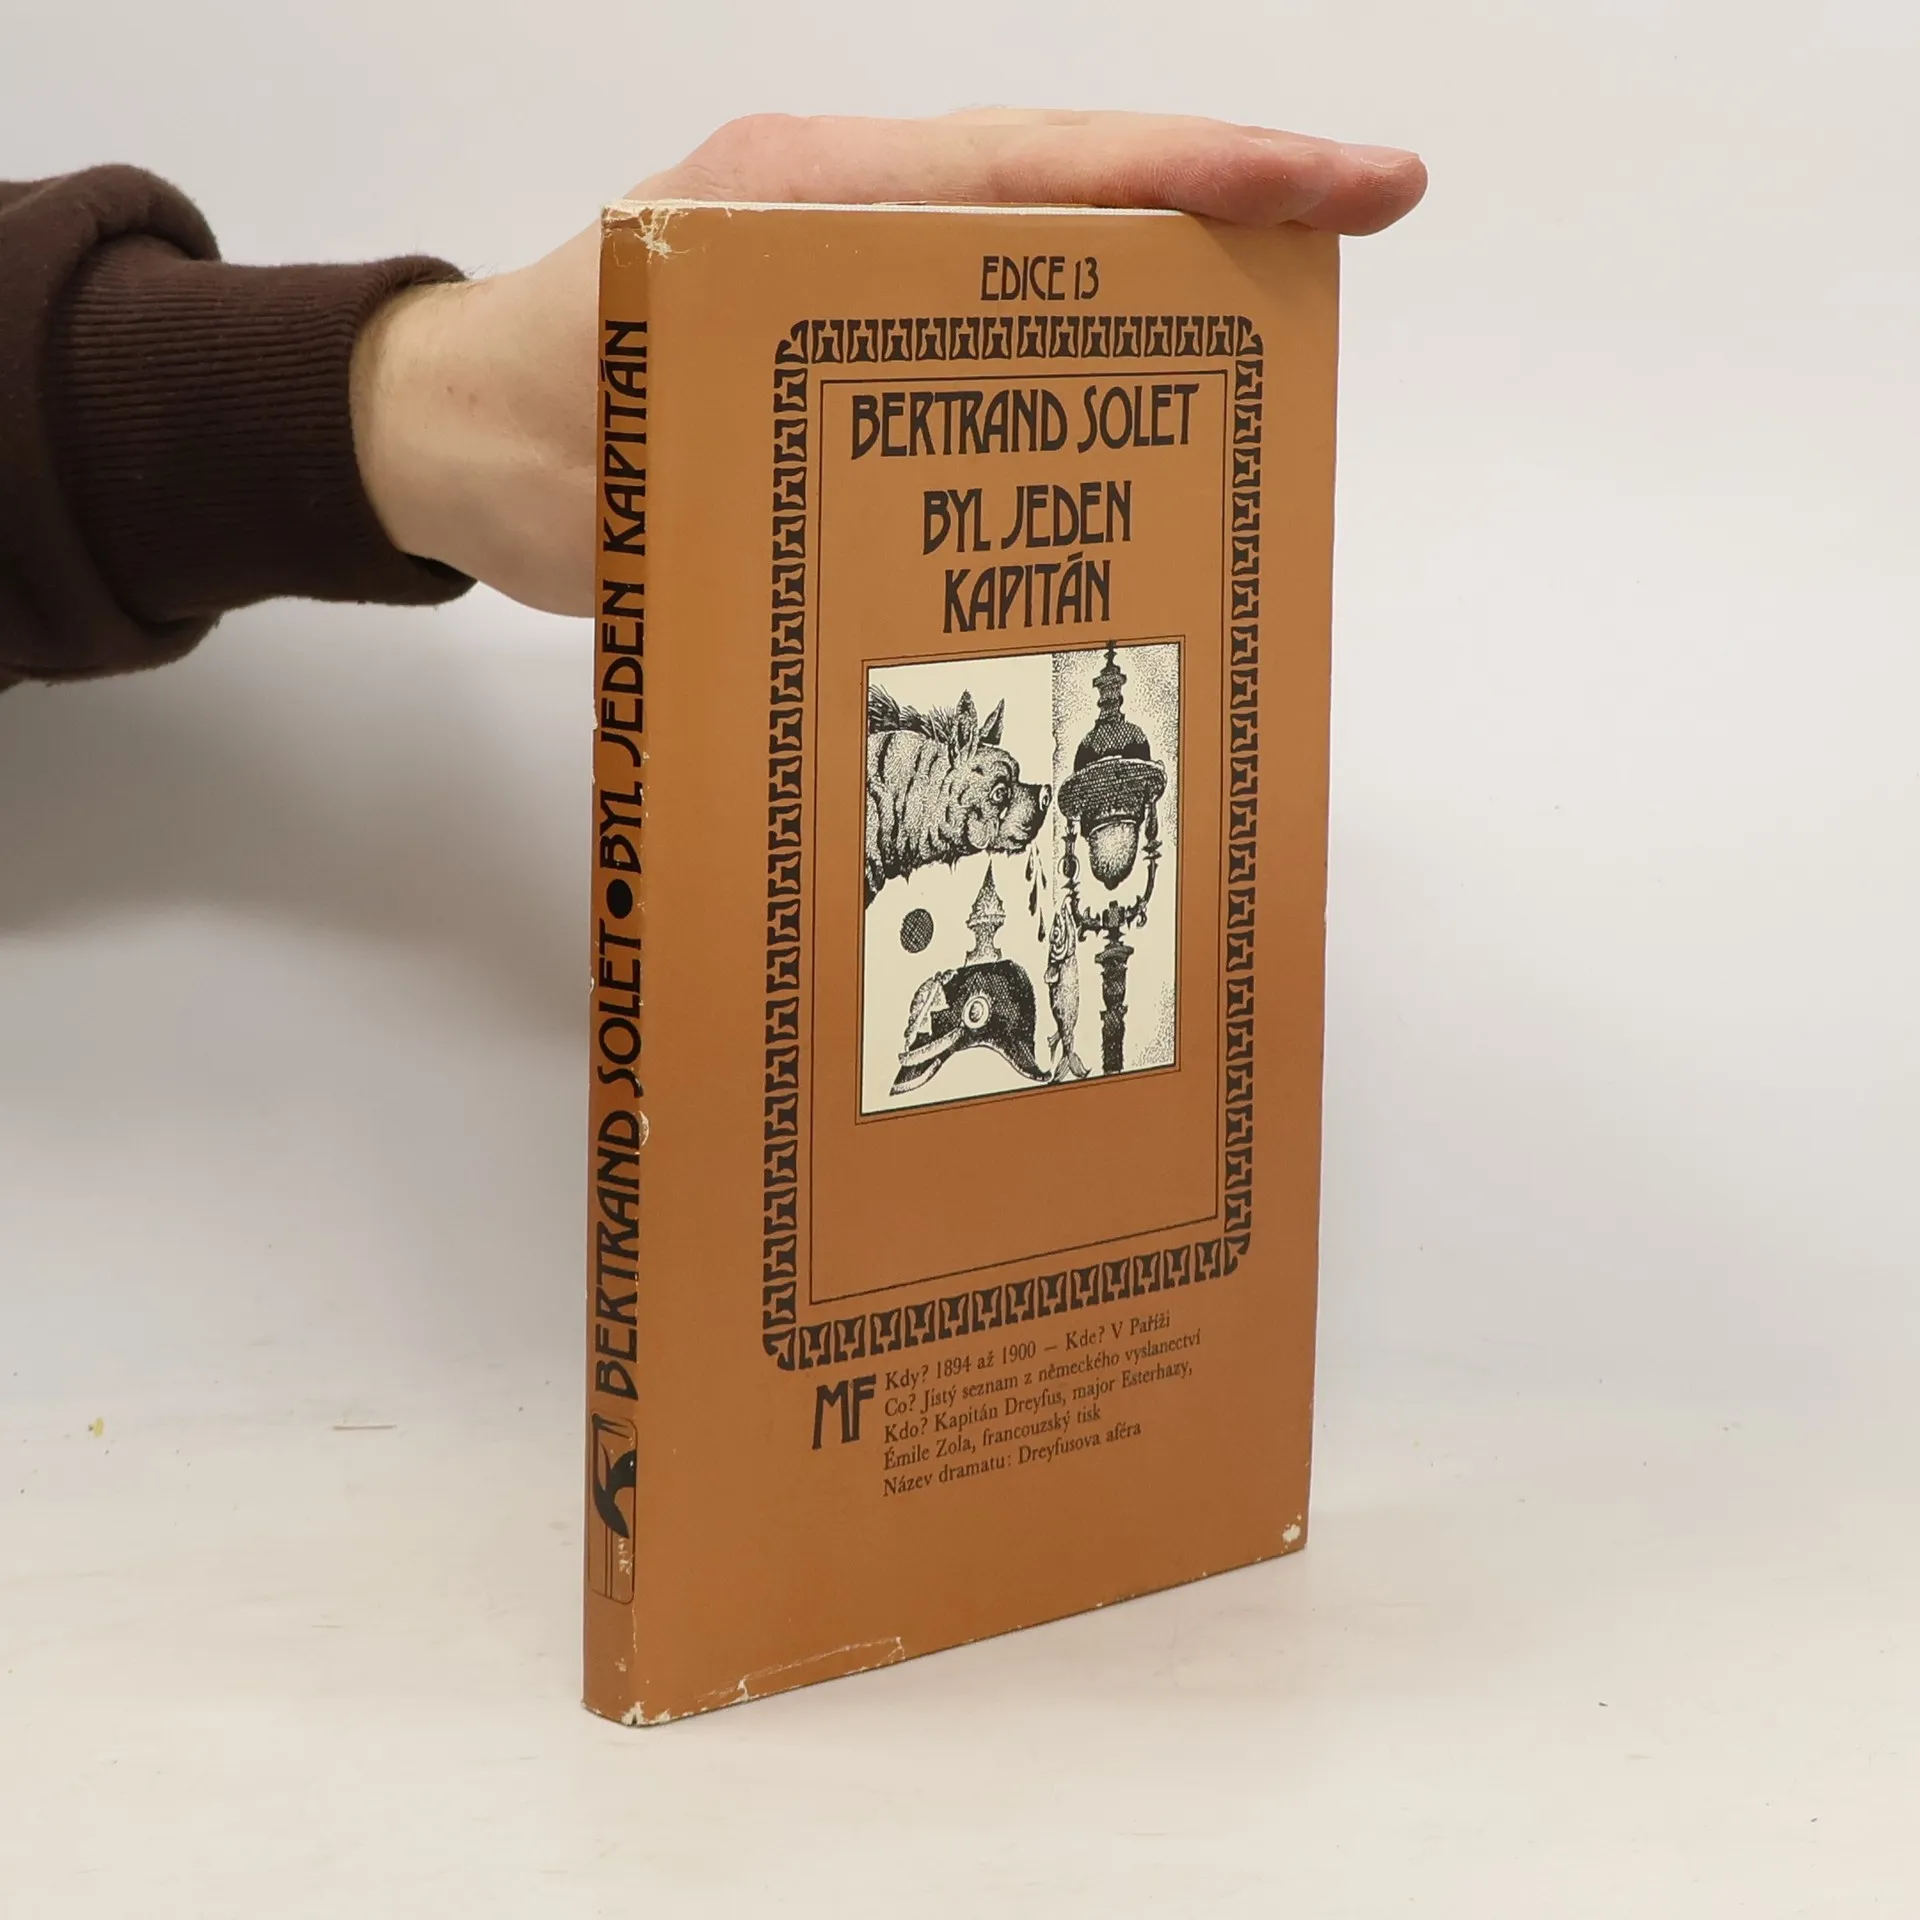 EDICE 13
BERTRAND SOLET
BYL JEDEN
KAPITÁN
MF
Kdy? 1894 až 1900 — Kde? V Paříži
Co? Jistý seznam z německého vyslanectví
Kdo? Kapitán Dreyfus, major Esterhazy,
Émile Zola, francouzský tisk
Název dramatu: Dreyfusova aféra
BERTRAND SOLET ● BYL JEDEN KAPITÁN